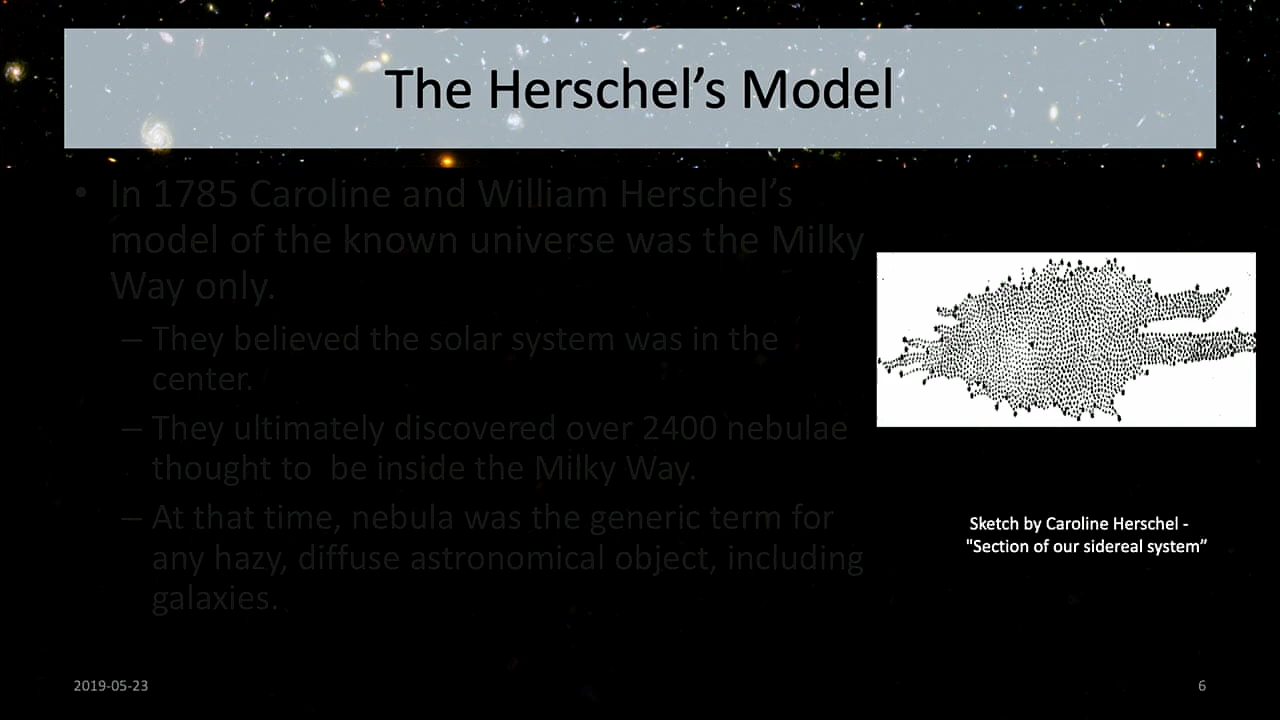 The Herschel’s Model
• In 1785 Caroline and William Herschel’s
model of the known universe was the Milky
Way only.
– They believed the solar system was in the
center.
– They ultimately discovered over 2400 nebulae
thought to  be inside the Milky Way.
– At that time, nebula was the generic term for
any hazy, diffuse astronomical object, including
galaxies.
Sketch by Caroline Herschel -
"Section of our sidereal system”
2019-05-23
6